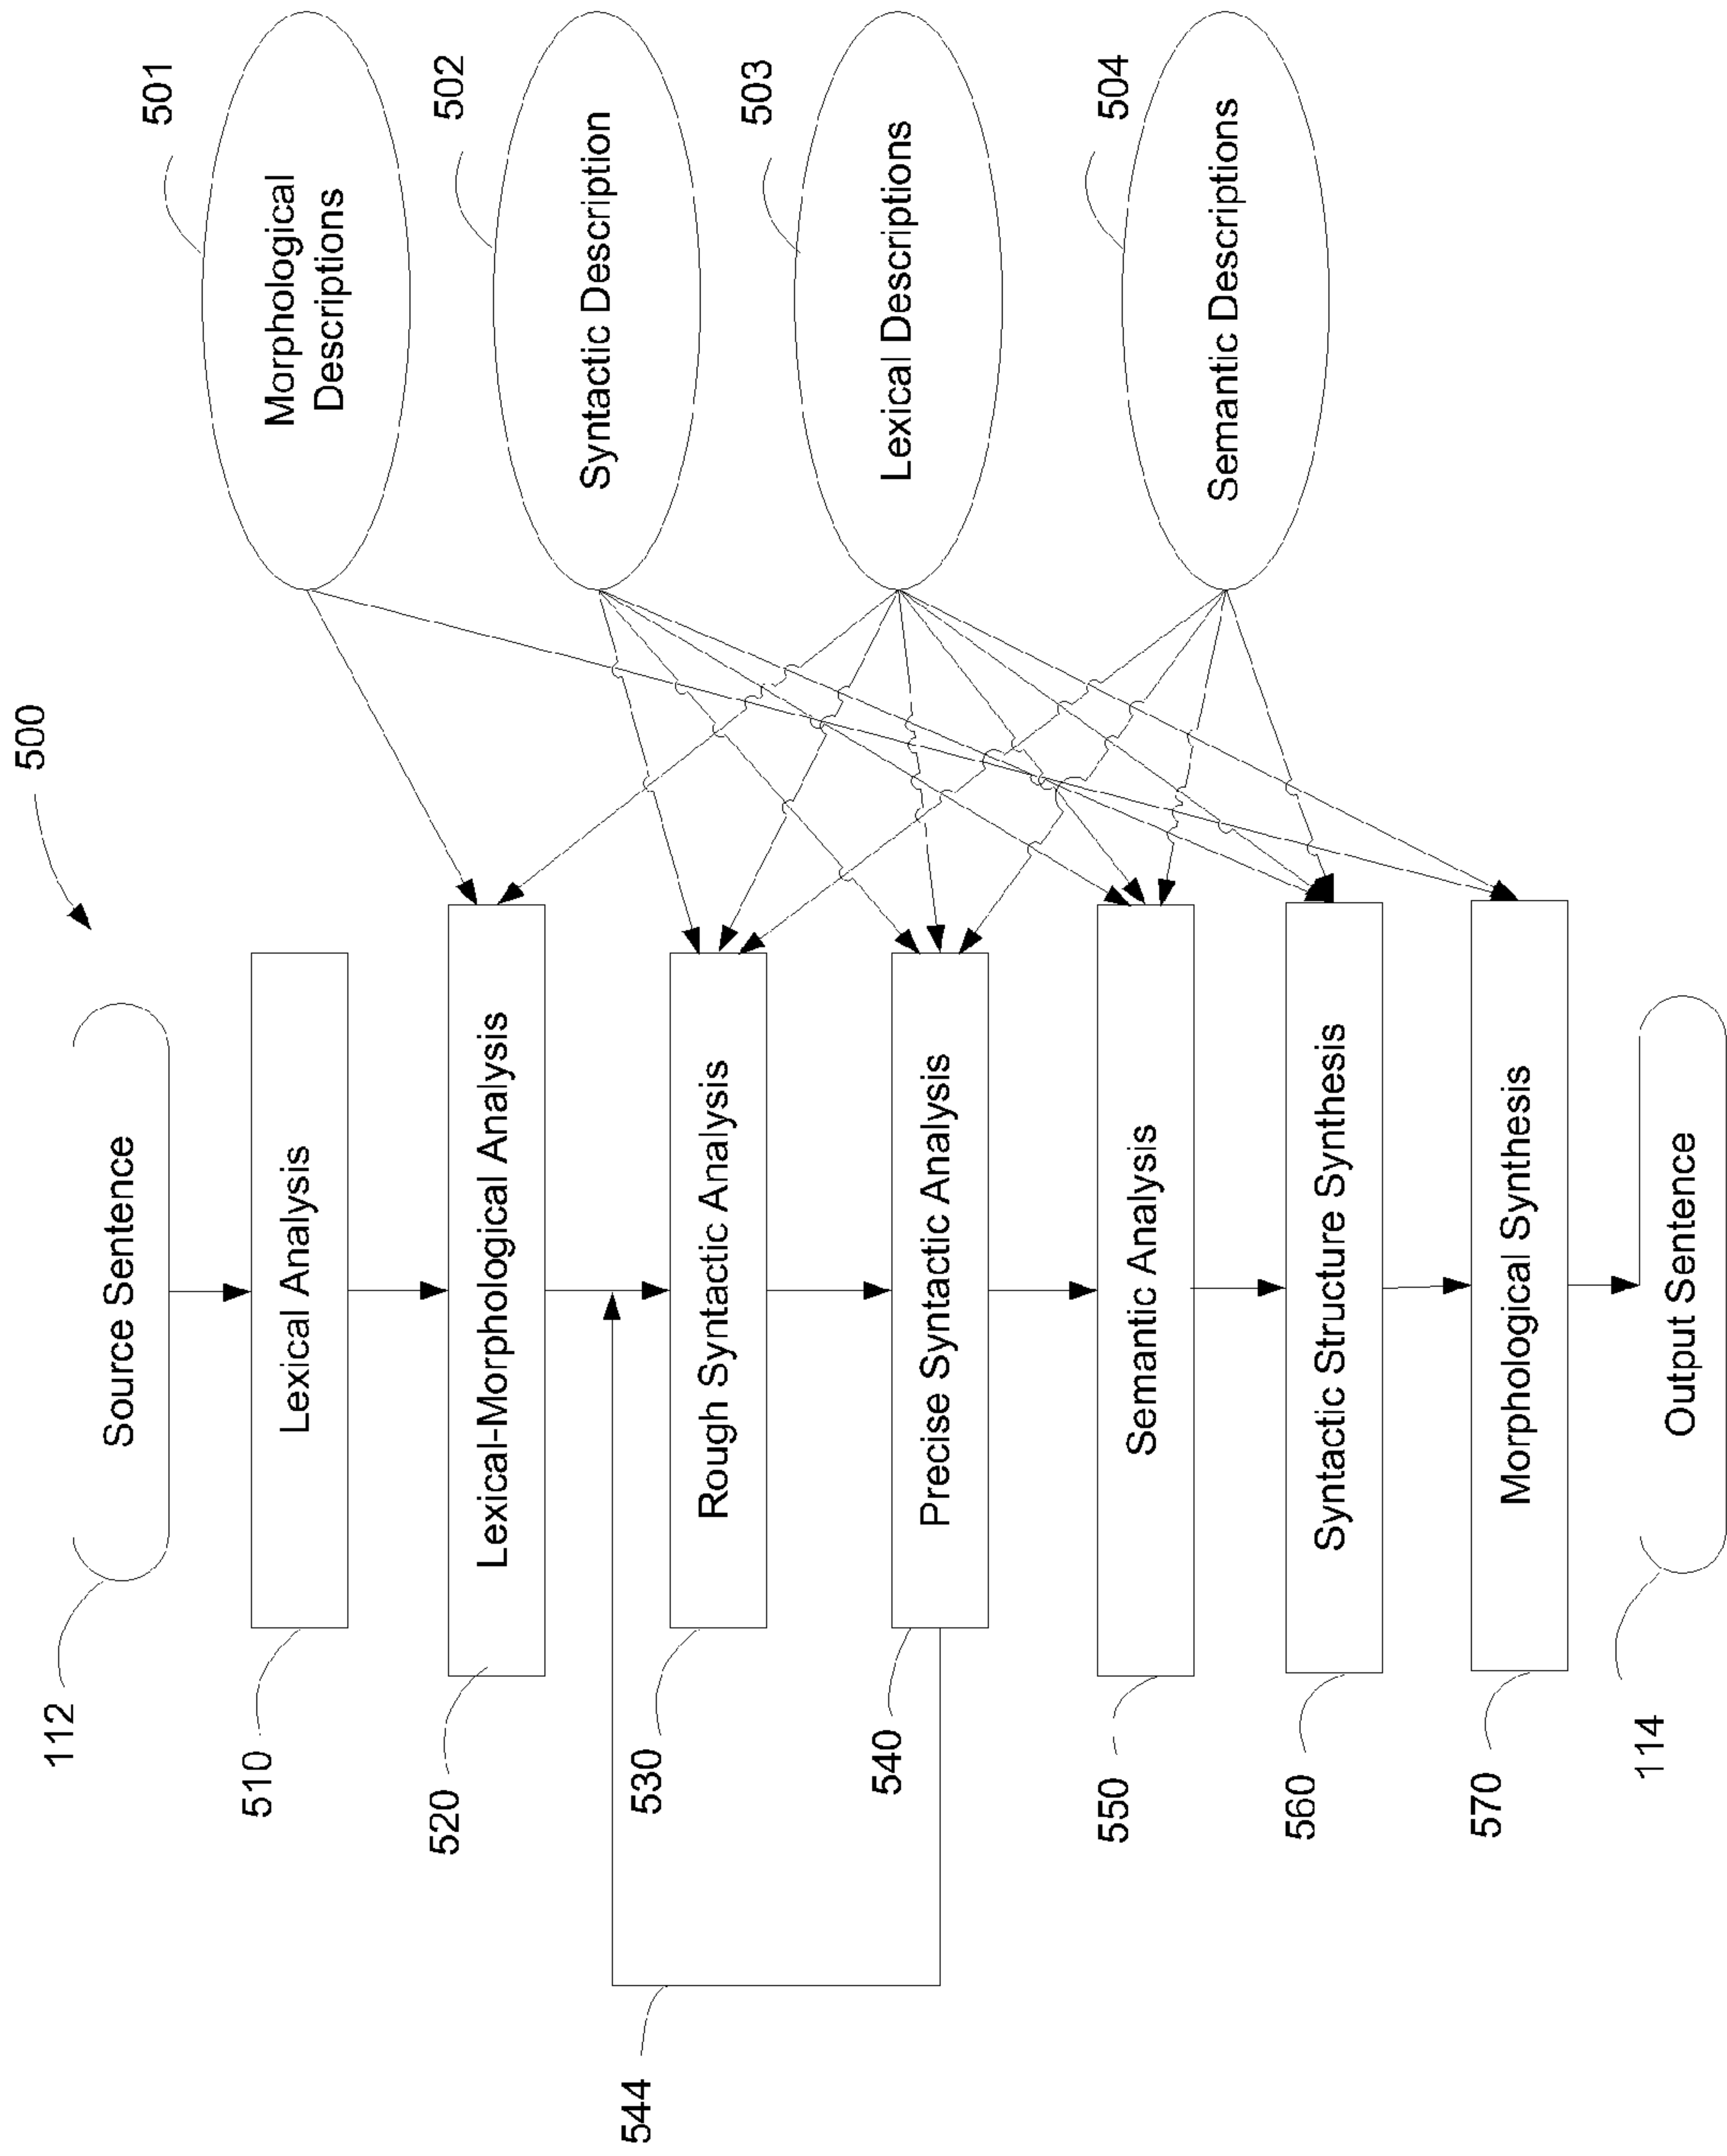 500
112
Source Sentence
510
Lexical Analysis
520
Lexical-Morphological Analysis
530
Rough Syntactic Analysis
540
Precise Syntactic Analysis
544
550
Semantic Analysis
560
Syntactic Structure Synthesis
570
Morphological Synthesis
114
Output Sentence
501
Morphological
Descriptions
502
Syntactic Description
503
Lexical Descriptions
504
Semantic Descriptions